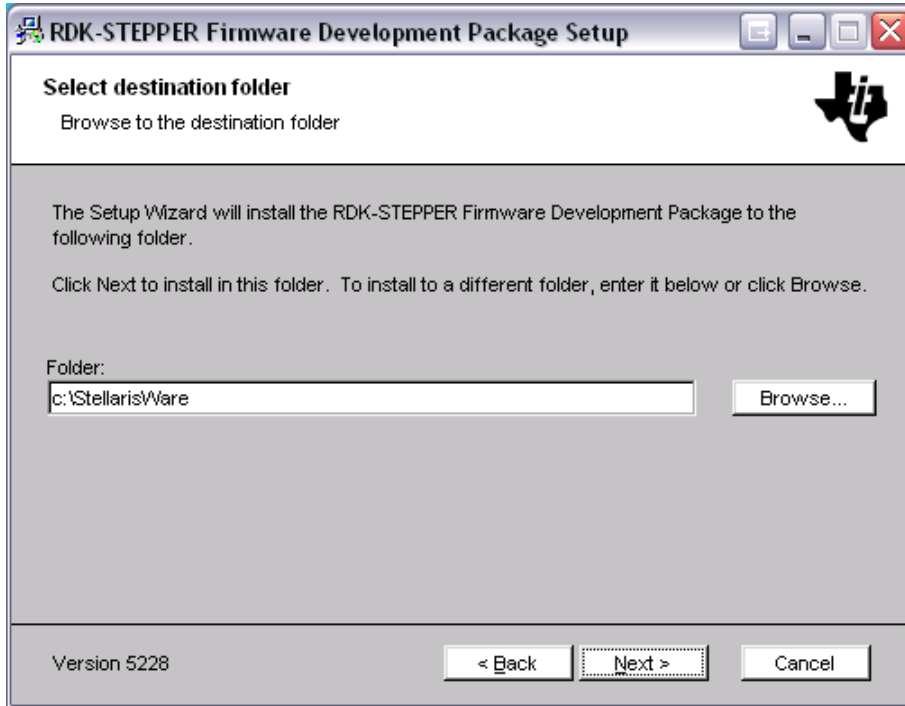 RDK-STEPPER Firmware Development Package Setup
Select destination folder
Browse to the destination folder
The Setup Wizard will install the RDK-STEPPER Firmware Development Package to the
following folder.
Click Next to install in this folder.  To install to a different folder, enter it below or click Browse.
Folder:
c:\StellarisWare
Browse...
Version 5228
< Back
Next >
Cancel